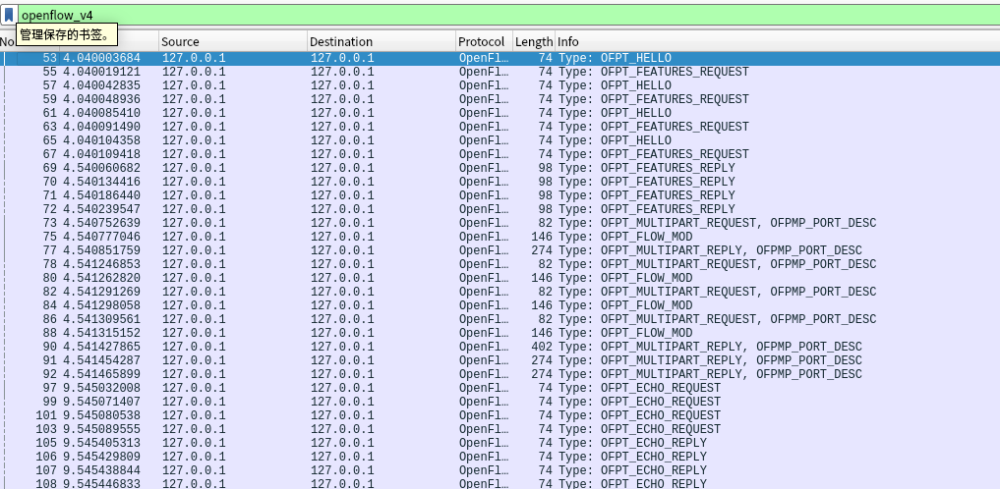 openflow_v4
管理保存的书签。
No
Source Destination Protocol Length Info
53 4.040003684 127.0.0.1 127.0.0.1 OpenFl… 74 Type: OFPT_HELLO
55 4.040019121 127.0.0.1 127.0.0.1 OpenFl… 74 Type: OFPT_FEATURES_REQUEST
57 4.040042835 127.0.0.1 127.0.0.1 OpenFl… 74 Type: OFPT_HELLO
59 4.040048936 127.0.0.1 127.0.0.1 OpenFl… 74 Type: OFPT_FEATURES_REQUEST
61 4.040085410 127.0.0.1 127.0.0.1 OpenFl… 74 Type: OFPT_HELLO
63 4.040091490 127.0.0.1 127.0.0.1 OpenFl… 74 Type: OFPT_FEATURES_REQUEST
65 4.040104358 127.0.0.1 127.0.0.1 OpenFl… 74 Type: OFPT_HELLO
67 4.040109418 127.0.0.1 127.0.0.1 OpenFl… 74 Type: OFPT_FEATURES_REQUEST
69 4.540060682 127.0.0.1 127.0.0.1 OpenFl… 98 Type: OFPT_FEATURES_REPLY
70 4.540134416 127.0.0.1 127.0.0.1 OpenFl… 98 Type: OFPT_FEATURES_REPLY
71 4.540186440 127.0.0.1 127.0.0.1 OpenFl… 98 Type: OFPT_FEATURES_REPLY
72 4.540239547 127.0.0.1 127.0.0.1 OpenFl… 98 Type: OFPT_FEATURES_REPLY
73 4.540752639 127.0.0.1 127.0.0.1 OpenFl… 82 Type: OFPT_MULTIPART_REQUEST, OFPMP_PORT_DESC
75 4.540777046 127.0.0.1 127.0.0.1 OpenFl… 146 Type: OFPT_FLOW_MOD
77 4.540851759 127.0.0.1 127.0.0.1 OpenFl… 274 Type: OFPT_MULTIPART_REPLY, OFPMP_PORT_DESC
78 4.541246853 127.0.0.1 127.0.0.1 OpenFl… 82 Type: OFPT_MULTIPART_REQUEST, OFPMP_PORT_DESC
80 4.541262820 127.0.0.1 127.0.0.1 OpenFl… 146 Type: OFPT_FLOW_MOD
82 4.541291269 127.0.0.1 127.0.0.1 OpenFl… 82 Type: OFPT_MULTIPART_REQUEST, OFPMP_PORT_DESC
84 4.541298058 127.0.0.1 127.0.0.1 OpenFl… 146 Type: OFPT_FLOW_MOD
86 4.541309561 127.0.0.1 127.0.0.1 OpenFl… 82 Type: OFPT_MULTIPART_REQUEST, OFPMP_PORT_DESC
88 4.541315152 127.0.0.1 127.0.0.1 OpenFl… 146 Type: OFPT_FLOW_MOD
90 4.541427865 127.0.0.1 127.0.0.1 OpenFl… 402 Type: OFPT_MULTIPART_REPLY, OFPMP_PORT_DESC
91 4.541454287 127.0.0.1 127.0.0.1 OpenFl… 274 Type: OFPT_MULTIPART_REPLY, OFPMP_PORT_DESC
92 4.541465899 127.0.0.1 127.0.0.1 OpenFl… 274 Type: OFPT_MULTIPART_REPLY, OFPMP_PORT_DESC
97 9.545032008 127.0.0.1 127.0.0.1 OpenFl… 74 Type: OFPT_ECHO_REQUEST
99 9.545071407 127.0.0.1 127.0.0.1 OpenFl… 74 Type: OFPT_ECHO_REQUEST
101 9.545080538 127.0.0.1 127.0.0.1 OpenFl… 74 Type: OFPT_ECHO_REQUEST
103 9.545089555 127.0.0.1 127.0.0.1 OpenFl… 74 Type: OFPT_ECHO_REQUEST
105 9.545405313 127.0.0.1 127.0.0.1 OpenFl… 74 Type: OFPT_ECHO_REPLY
106 9.545429809 127.0.0.1 127.0.0.1 OpenFl… 74 Type: OFPT_ECHO_REPLY
107 9.545438844 127.0.0.1 127.0.0.1 OpenFl… 74 Type: OFPT_ECHO_REPLY
108 9.545446833 127.0.0.1 127.0.0.1 OpenFl… 74 Type: OFPT_ECHO_REPLY